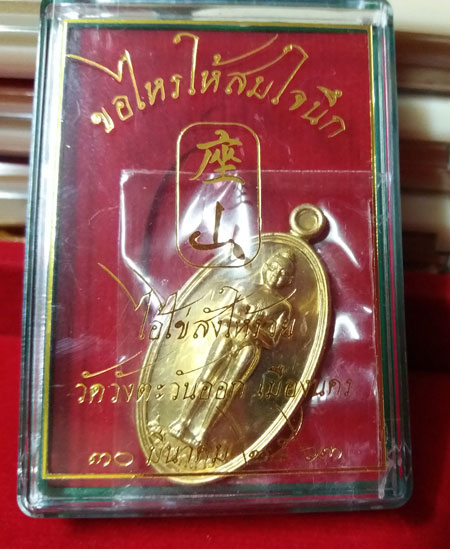 ขอไหรให้สมใจนึก
座
山
ไอ้ไข่สั่งให้รวย
วัดวังตะวันออก เมืองนคร
๓๐ มีนาคม